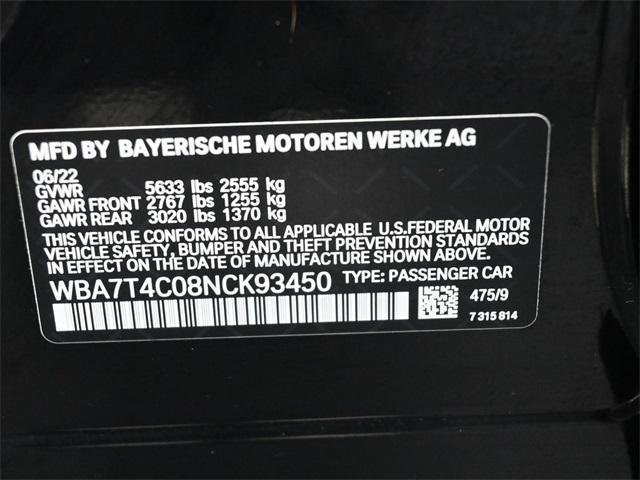 MFD BY BAYERISCHE MOTOREN WERKE AG
06/22
GVWR 5633 lbs 2555 kg
GAWR FRONT 2767 lbs 1255 kg
GAWR REAR 3020 lbs 1370 kg
THIS VEHICLE CONFORMS TO ALL APPLICABLE U.S.FEDERAL MOTOR
VEHICLE SAFETY, BUMPER AND THEFT PREVENTION STANDARDS
IN EFFECT ON THE DATE OF MANUFACTURE SHOWN ABOVE.
WBA7T4C08NCK93450 TYPE: PASSENGER CAR
475/9
7 315 814